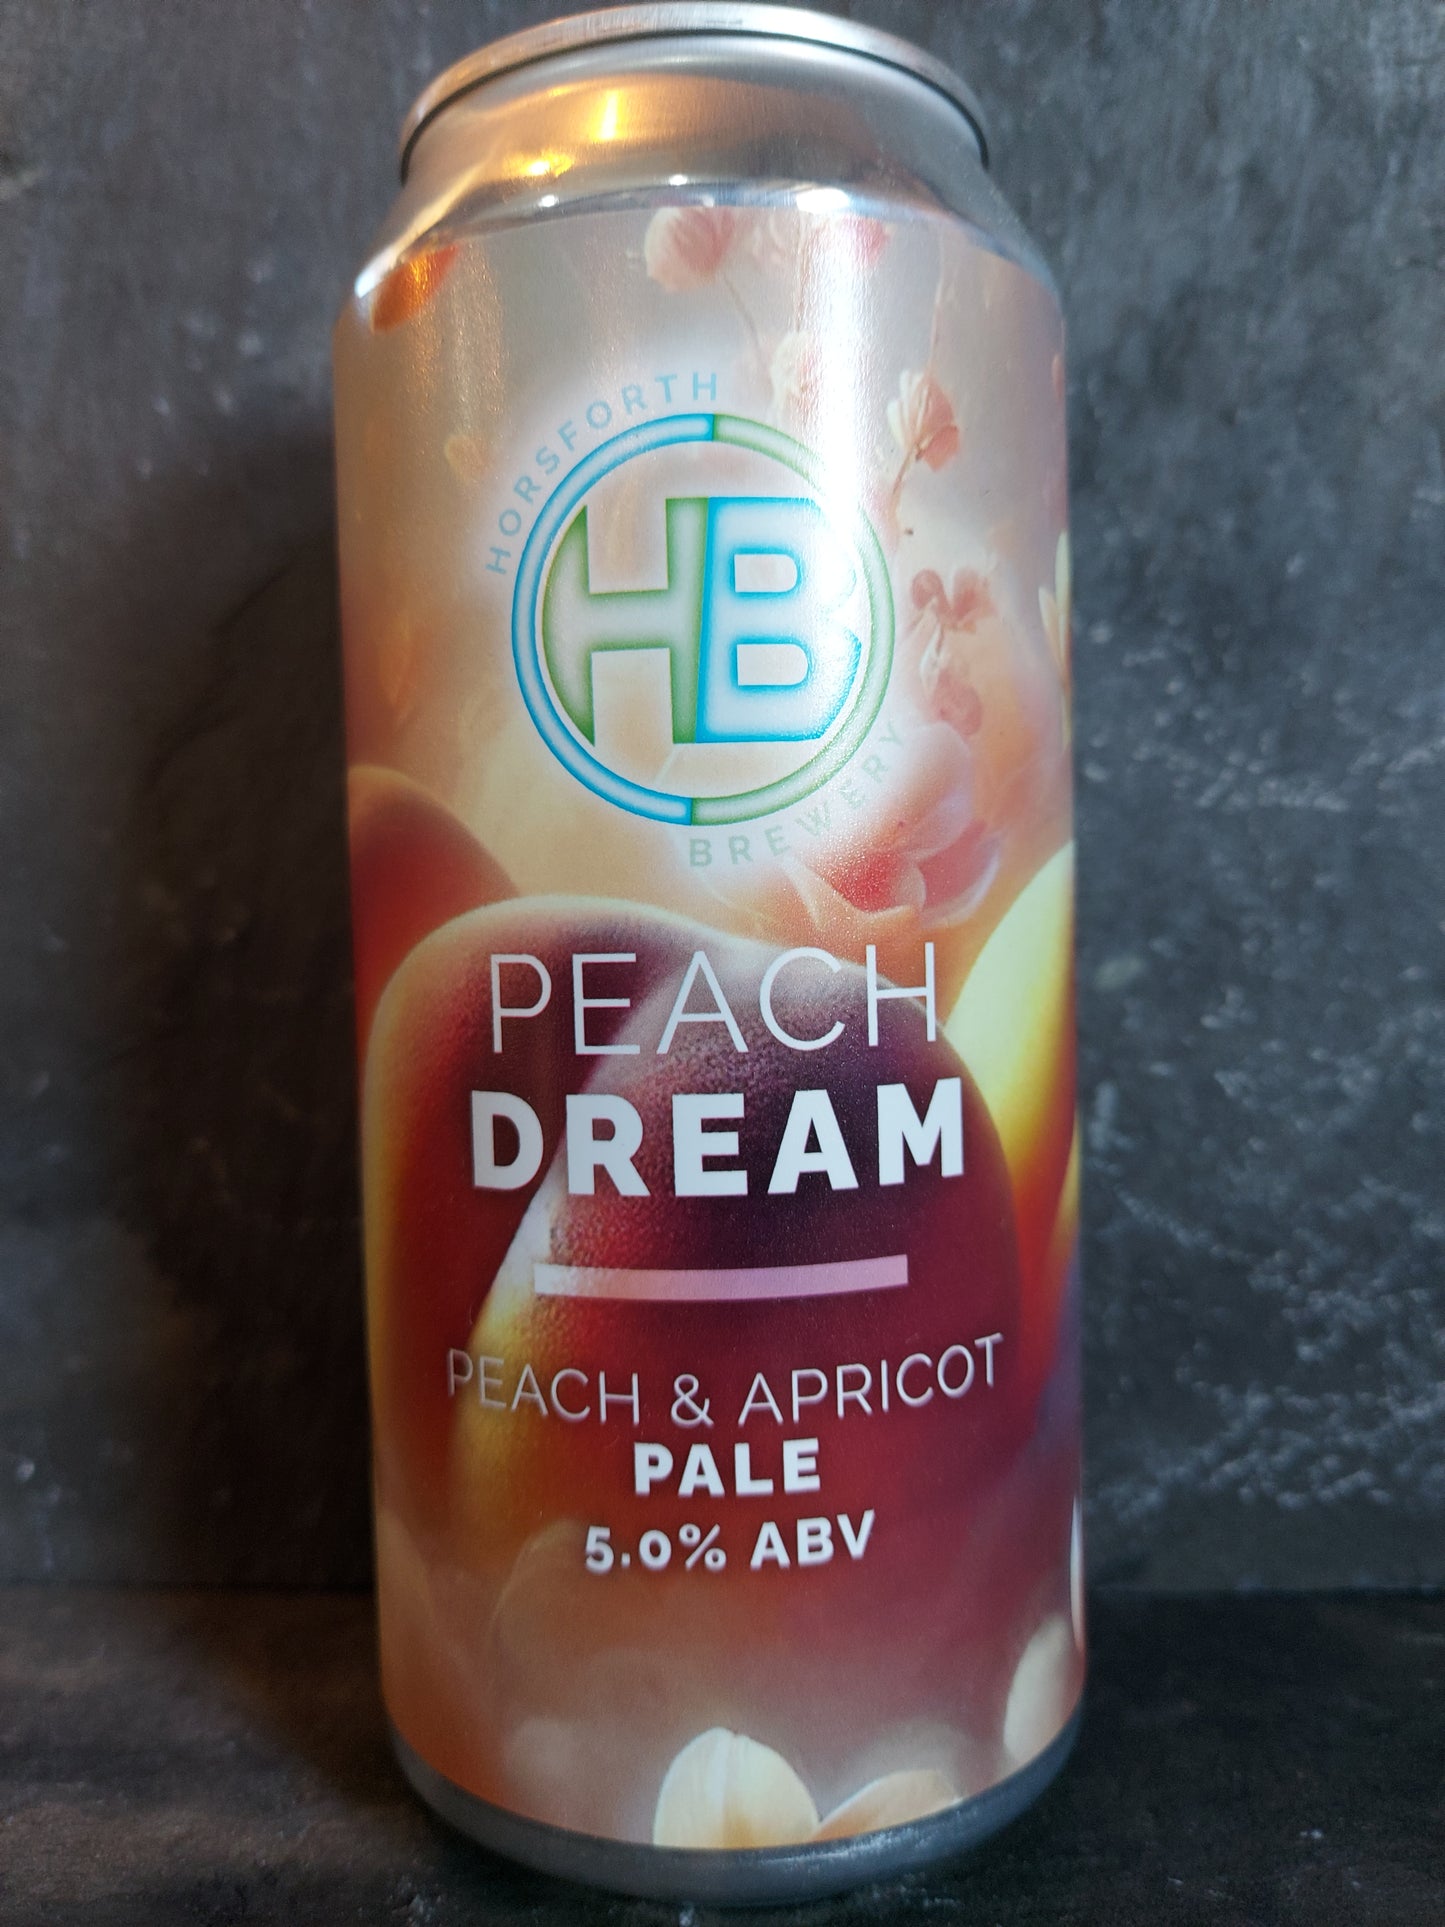 HORSFORTH
HB
BREWERY
PEACH
DREAM
PEACH & APRICOT
PALE
5.0% ABV